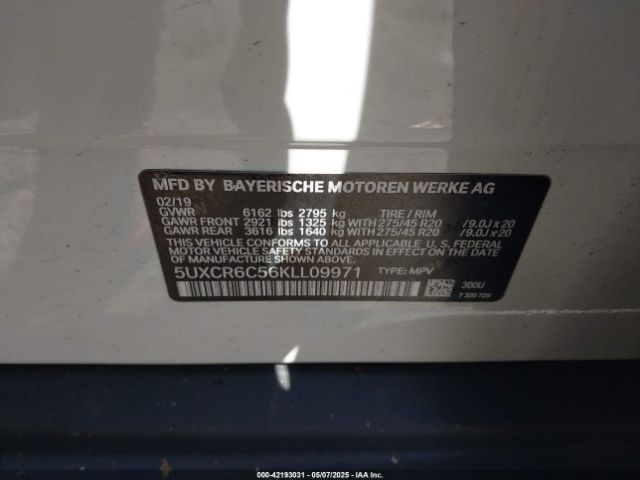 MFD BY BAYERISCHE MOTOREN WERKE AG
02/19
GVWR 6162 lbs 2795 kg TIRE / RIM
GAWR FRONT 2921 lbs 1325 kg WITH 275/45 R20 /9.0J x 20
GAWR REAR 3616 lbs 1640 kg WITH 275/45 R20 /9.0J x 20
THIS VEHICLE CONFORMS TO ALL APPLICABLE U. S. FEDERAL
MOTOR VEHICLE SAFETY STANDARDS IN EFFECT ON THE DATE
OF MANUFACTURE SHOWN ABOVE.
5UXCR6C56KLL09971 TYPE: MPV
300U
7 320 726
000-42193031 - 05/07/2025 - IAA Inc.